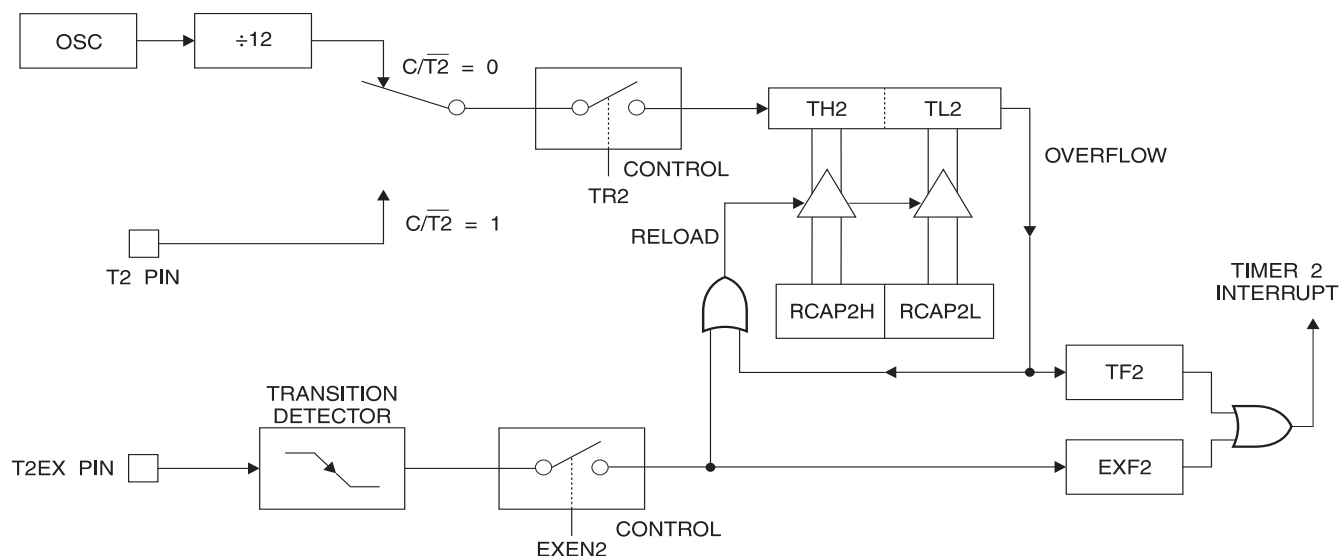 OSC
÷12
C/T2̅ = 0
TH2
TL2
OVERFLOW
CONTROL
TR2
C/T2̅ = 1
T2 PIN
RELOAD
RCAP2H
RCAP2L
TIMER 2
INTERRUPT
TF2
TRANSITION
DETECTOR
T2EX PIN
EXF2
CONTROL
EXEN2